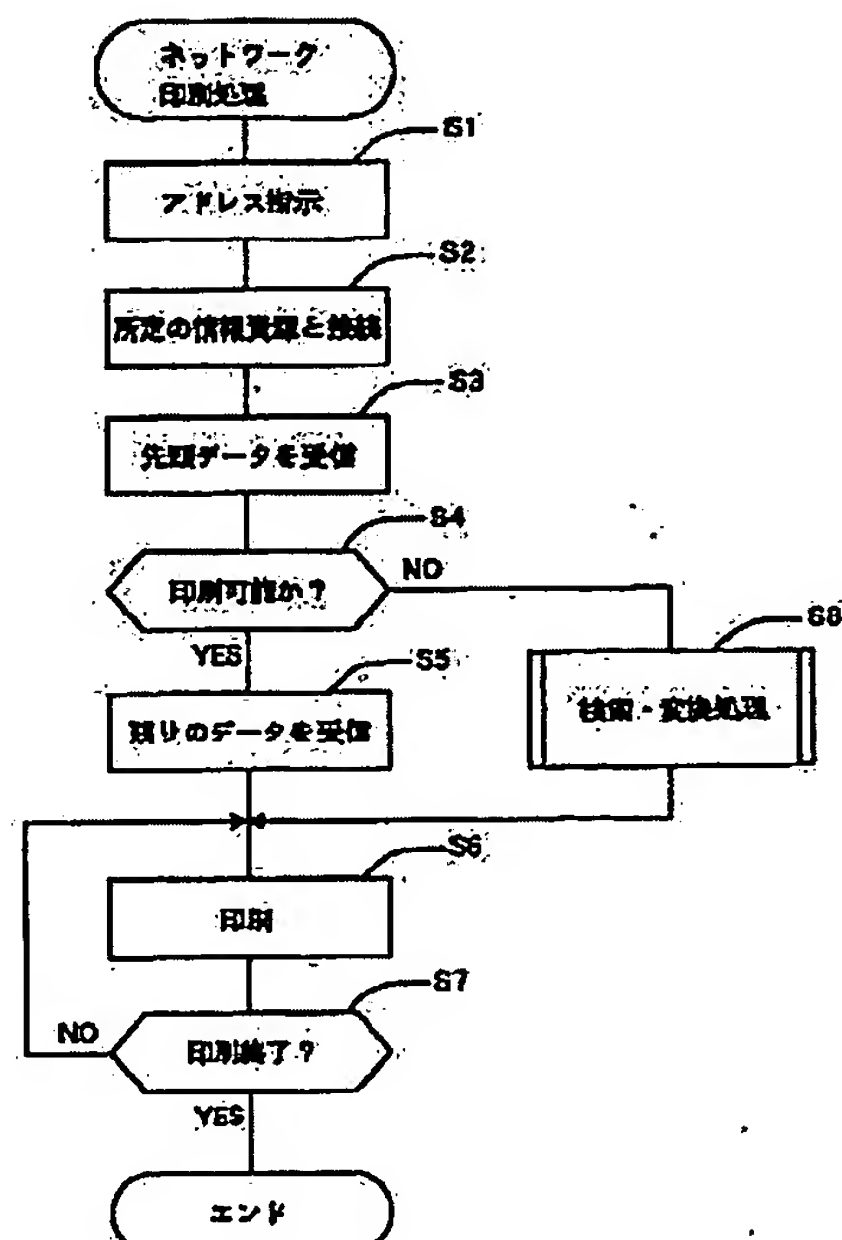 ネットワーク
印刷処理
S1
アドレス指示
S2
所定の情報資源と接続
S3
先頭データを受信
S4
印刷可能か?
NO
YES
S5
S8
残りのデータを受信
検索・変換処理
S6
印刷
S7
NO
印刷終了?
YES
エンド